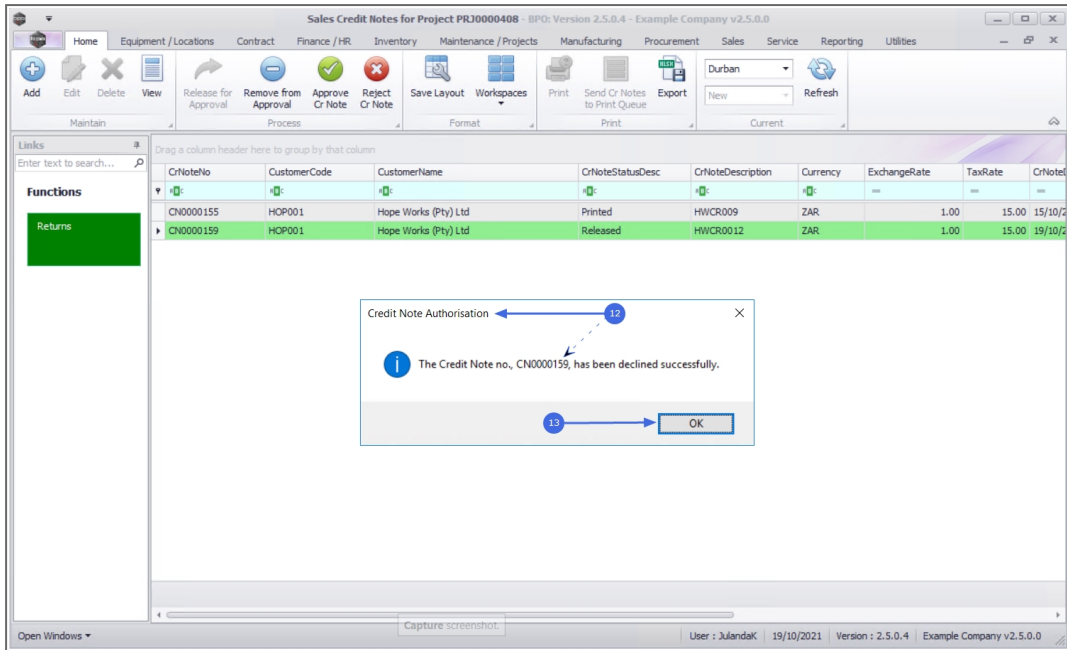 Sales Credit Notes for Project PRJ0000408 - BPO: Version 2.5.0.4 - Example Company v2.5.0.0
Home Equipment / Locations Contract Finance / HR Inventory Maintenance / Projects Manufacturing Procurement Sales Service Reporting Utilities
Add Edit Delete View Release for Approval Remove from Approval Approve Cr Note Reject Cr Note Save Layout Workspaces Print Send Cr Notes to Print Queue Export Durban New Refresh
Maintain Process Format Print Current
Links
Drag a column header here to group by that column
Enter text to search...
CrNoteNo CustomerCode CustomerName CrNoteStatusDesc CrNoteDescription Currency ExchangeRate TaxRate CrNoteD
Functions
CN0000155 HOP001 Hope Works (Pty) Ltd Printed HWCR009 ZAR 1.00 15.00 15/10/2
Returns
CN0000159 HOP001 Hope Works (Pty) Ltd Released HWCR0012 ZAR 1.00 15.00 19/10/2
Credit Note Authorisation 12
The Credit Note no., CN0000159, has been declined successfully.
13 OK
Capture screenshot.
Open Windows User : JulandaK 19/10/2021 Version : 2.5.0.4 Example Company v2.5.0.0